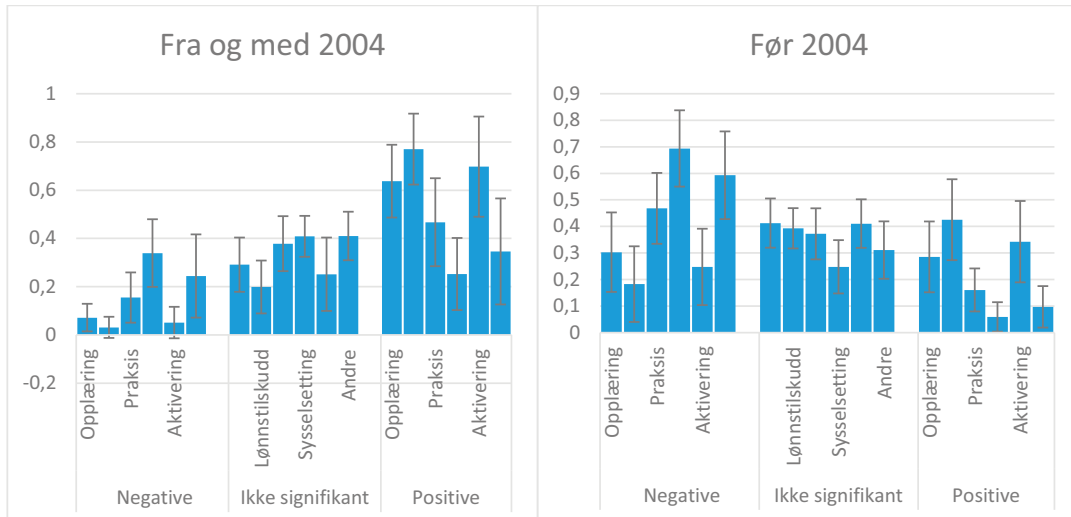 Fra og med 2004
1
0,8
0,6
0,4
0,2
0
-0,2
Opplæring
Praksis
Aktivering
Lønnstilskudd
Sysselsetting
Andre
Opplæring
Praksis
Aktivering
Negative
Ikke signifikant
Positive
Før 2004
0,9
0,8
0,7
0,6
0,5
0,4
0,3
0,2
0,1
0
Opplæring
Praksis
Aktivering
Lønnstilskudd
Sysselsetting
Andre
Opplæring
Praksis
Aktivering
Negative
Ikke signifikant
Positive